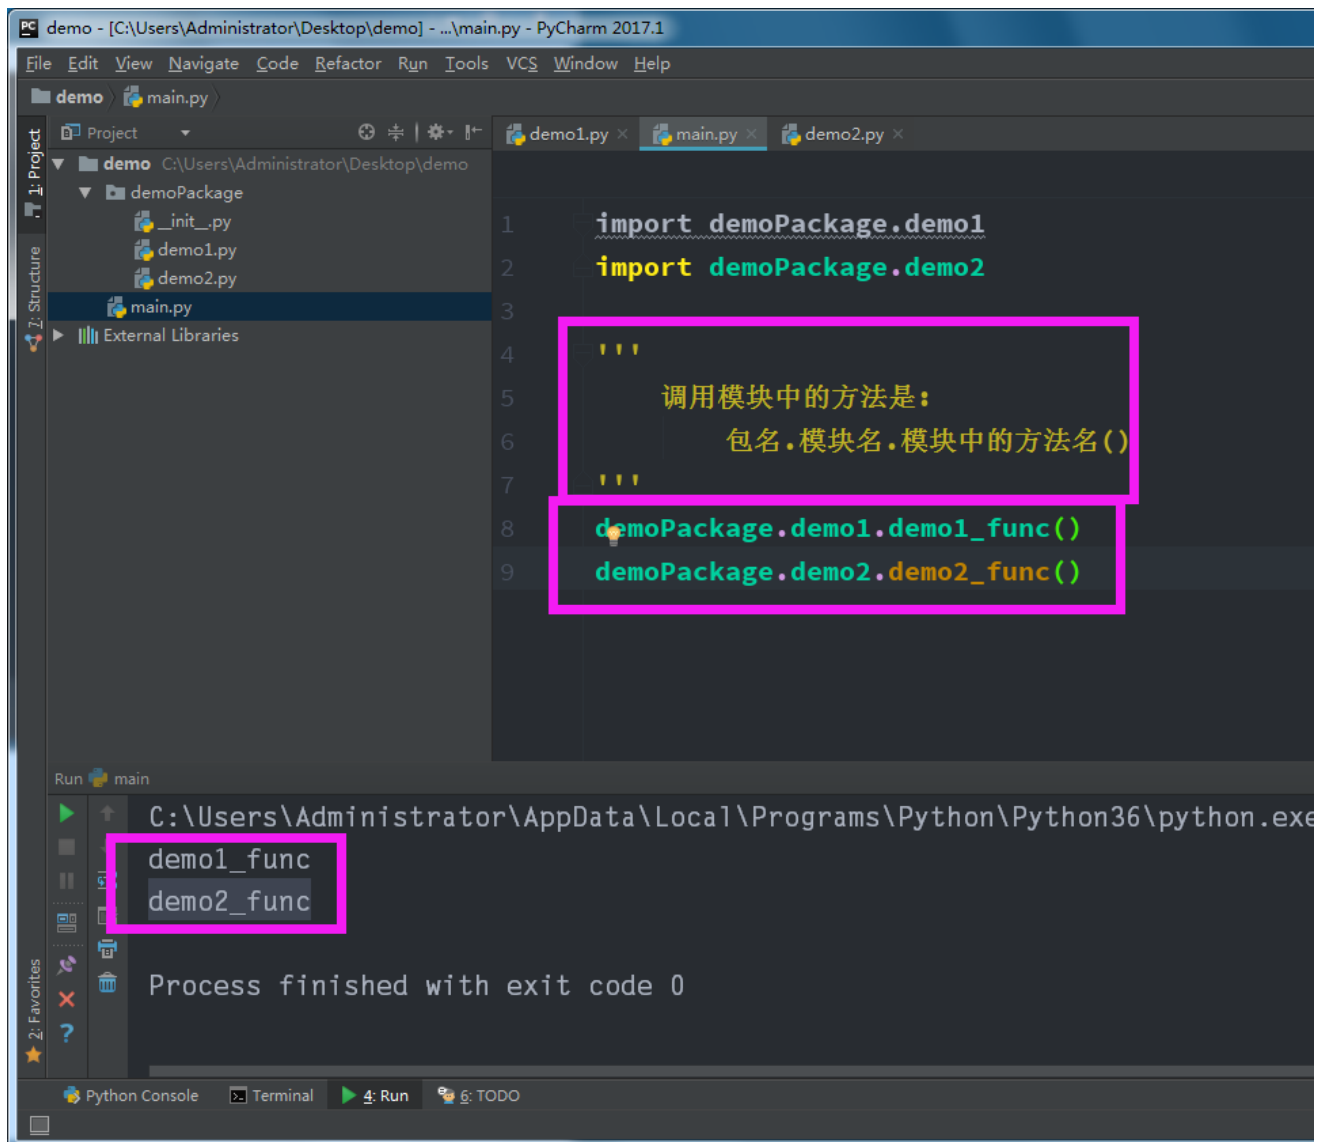 demo - [C:\Users\Administrator\Desktop\demo] - ...\main.py - PyCharm 2017.1
File Edit View Navigate Code Refactor Run Tools VCS Window Help
demo main.py
Project
demo1.py main.py demo2.py
1: Project
demo C:\Users\Administrator\Desktop\demo
demoPackage
__init__.py
demo1.py
demo2.py
main.py
External Libraries
7: Structure
1 import demoPackage.demo1
2 import demoPackage.demo2
3
4 '''
5 调用模块中的方法是:
6 包名.模块名.模块中的方法名()
7 '''
8 demoPackage.demo1.demo1_func()
9 demoPackage.demo2.demo2_func()
Run main
C:\Users\Administrator\AppData\Local\Programs\Python\Python36\python.exe
demo1_func
demo2_func
Process finished with exit code 0
2: Favorites
Python Console Terminal 4: Run 6: TODO